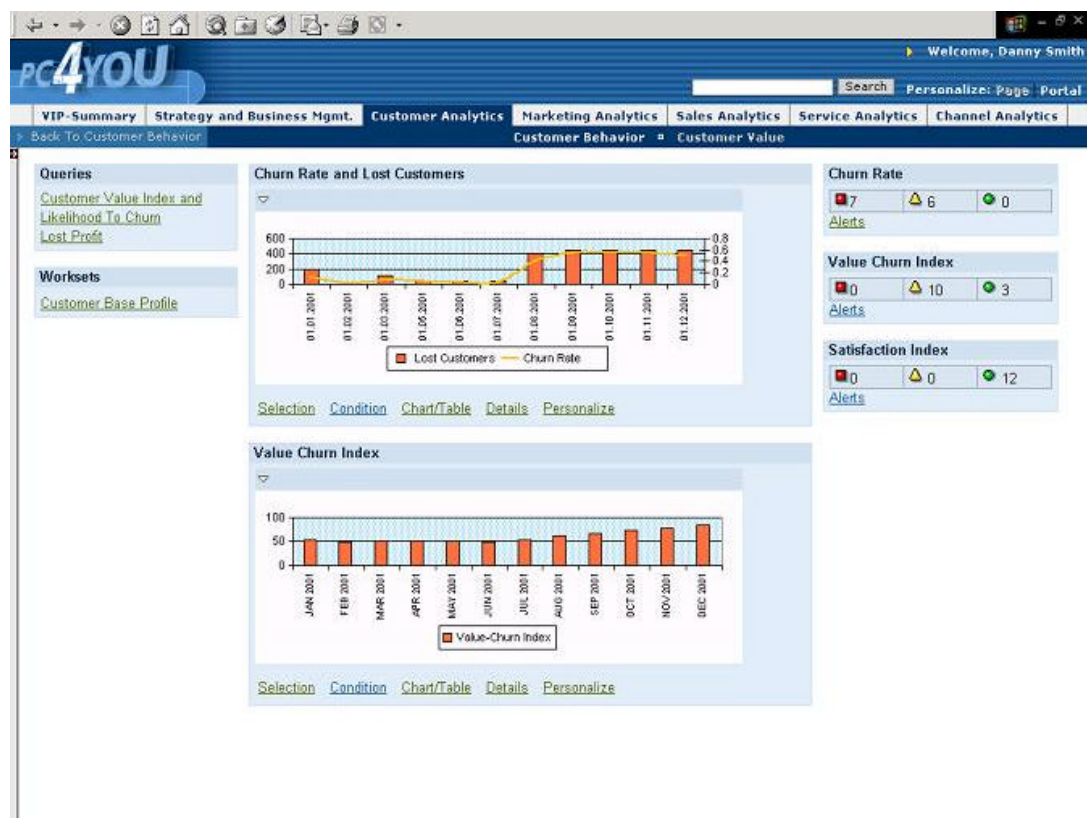 PC4YOU
Welcome, Danny Smith
Search Personalize: Page Portal
VIP-Summary Strategy and Business Mgmt. Customer Analytics Marketing Analytics Sales Analytics Service Analytics Channel Analytics
Back To Customer Behavior Customer Behavior Customer Value
Queries
Customer Value Index and
Likelihood To Churn
Lost Profit
Worksets
Customer Base Profile
Churn Rate and Lost Customers
600
400
200
0
0.8
0.6
0.4
0.2
0
01.01.2001
01.02.2001
01.03.2001
01.05.2001
01.06.2001
01.07.2001
01.08.2001
01.09.2001
01.10.2001
01.11.2001
01.12.2001
Lost Customers Churn Rate
Selection Condition Chart/Table Details Personalize
Value Churn Index
100
50
0
JAN 2001
FEB 2001
MAR 2001
APR 2001
MAY 2001
JUN 2001
JUL 2001
AUG 2001
SEP 2001
OCT 2001
NOV 2001
DEC 2001
Value-Churn Index
Selection Condition Chart/Table Details Personalize
Churn Rate
7 6 0
Alerts
Value Churn Index
0 10 3
Alerts
Satisfaction Index
0 0 12
Alerts